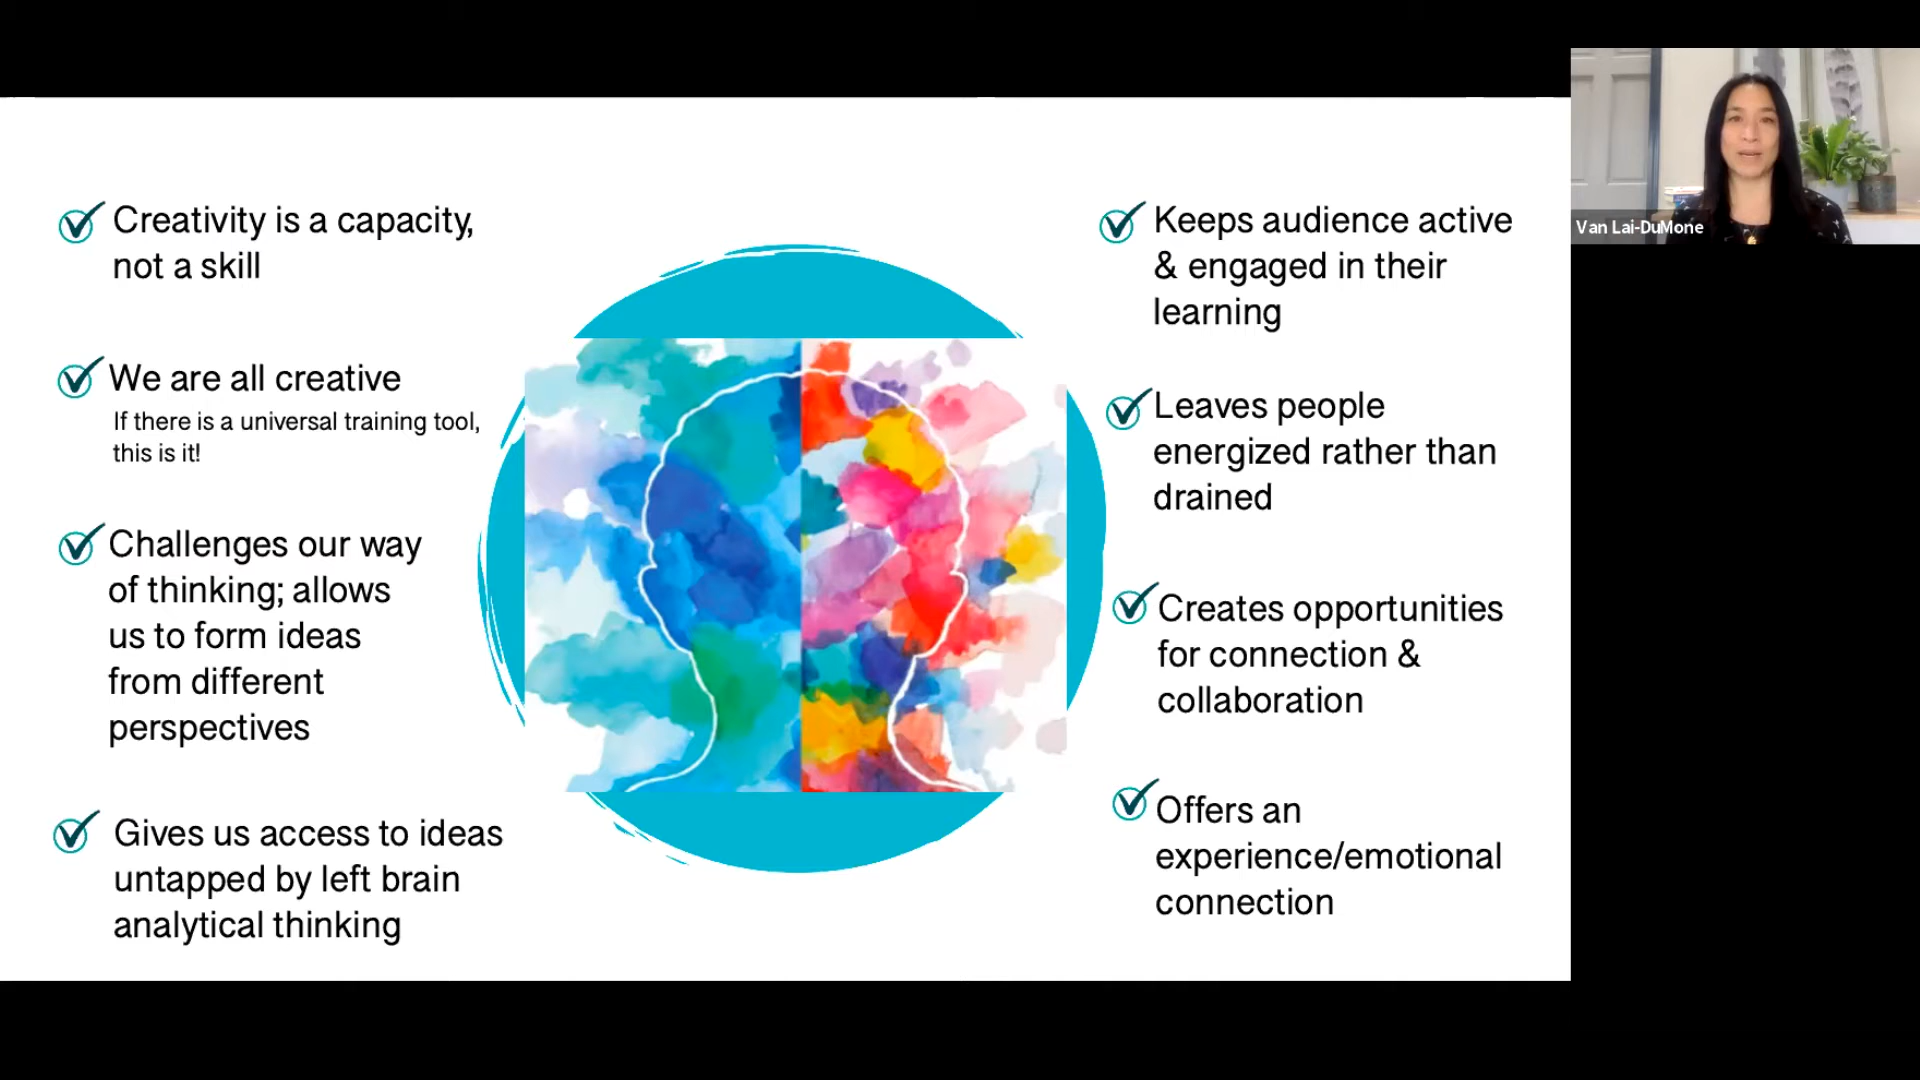 Creativity is a capacity,
not a skill
We are all creative
If there is a universal training tool,
this is it!
Challenges our way
of thinking; allows
us to form ideas
from different
perspectives
Gives us access to ideas
untapped by left brain
analytical thinking
Keeps audience active
& engaged in their
learning
Leaves people
energized rather than
drained
Creates opportunities
for connection &
collaboration
Offers an
experience/emotional
connection
Van Lai-DuMone